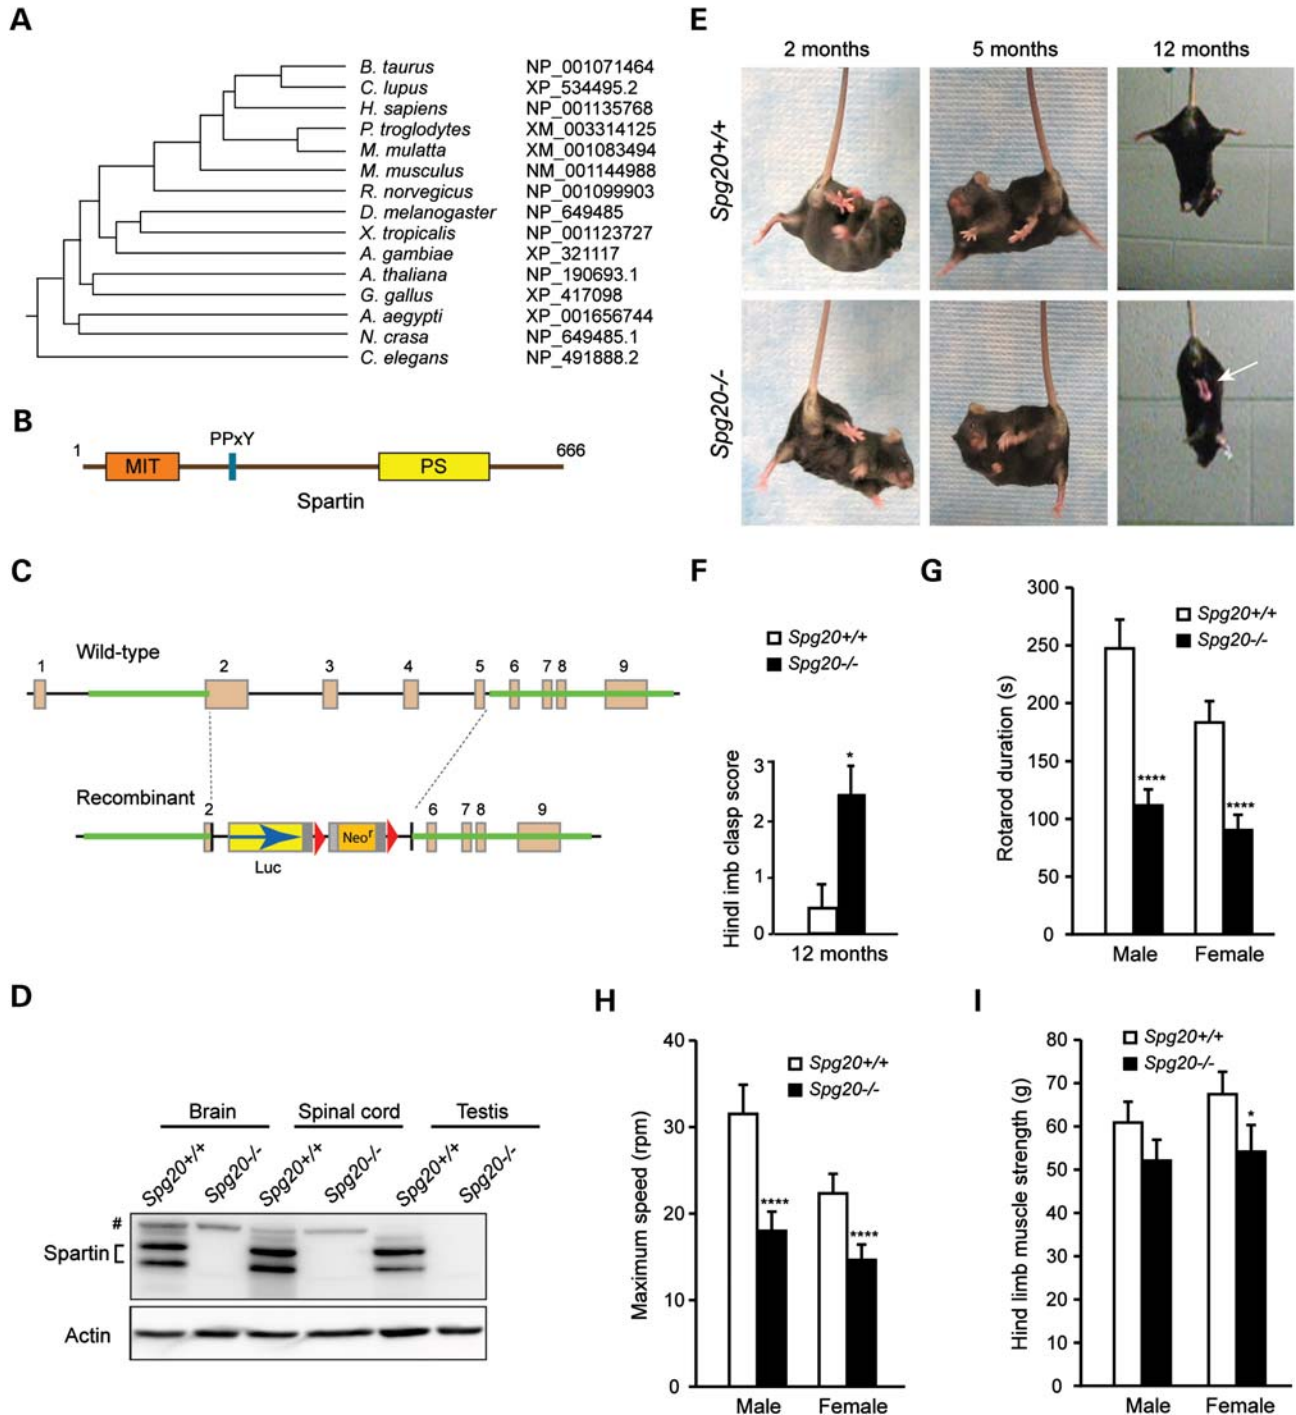 A
B. taurus NP_001071464
C. lupus XP_534495.2
H. sapiens NP_001135768
P. troglodytes XM_003314125
M. mulatta XM_001083494
M. musculus NM_001144988
R. norvegicus NP_001099903
D. melanogaster NP_649485
X. tropicalis NP_001123727
A. gambiae XP_321117
A. thaliana NP_190693.1
G. gallus XP_417098
A. aegypti XP_001656744
N. crasa NP_649485.1
C. elegans NP_491888.2
B
1 PPxY 666
MIT PS
Spartin
C
Wild-type
1 2 3 4 5 6 7 8 9
Recombinant
2 6 7 8 9
Neor
Luc
D
Brain Spinal cord Testis
Spg20+/+ Spg20-/- Spg20+/+ Spg20-/- Spg20+/+ Spg20-/-
#
Spartin
Actin
E
2 months 5 months 12 months
Spg20+/+
Spg20-/-
F
Spg20+/+
Spg20-/-
Hindl imb clasp score
3
2
1
0
*
12 months
G
Spg20+/+
Spg20-/-
Rotarod duration (s)
300
250
200
150
100
50
0
**** ****
Male Female
H
Spg20+/+
Spg20-/-
Maximum speed (rpm)
40
30
20
10
0
**** ****
Male Female
I
Spg20+/+
Spg20-/-
Hind limb muscle strength (g)
80
70
60
50
40
30
20
10
0
*
Male Female